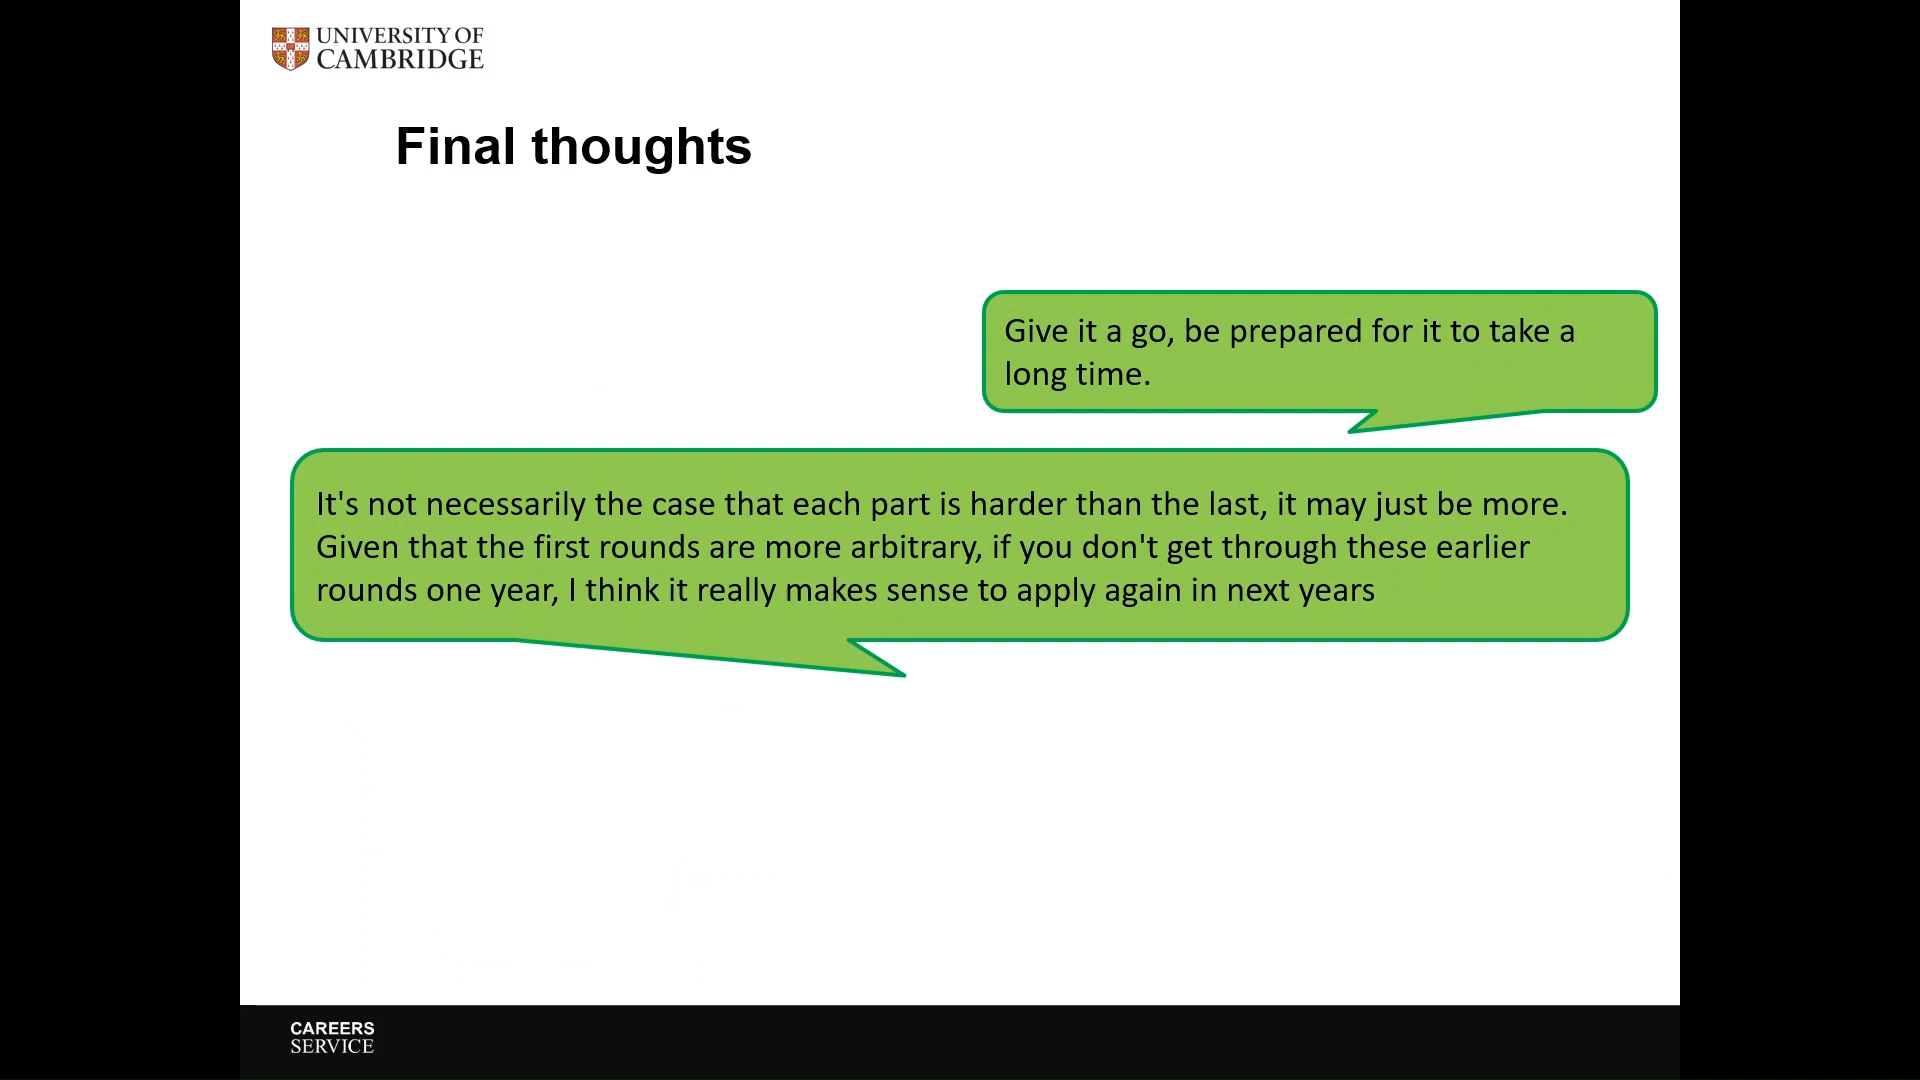 UNIVERSITY OF
CAMBRIDGE
Final thoughts
Give it a go, be prepared for it to take a
long time.
It's not necessarily the case that each part is harder than the last, it may just be more.
Given that the first rounds are more arbitrary, if you don't get through these earlier
rounds one year, I think it really makes sense to apply again in next years
CAREERS
SERVICE